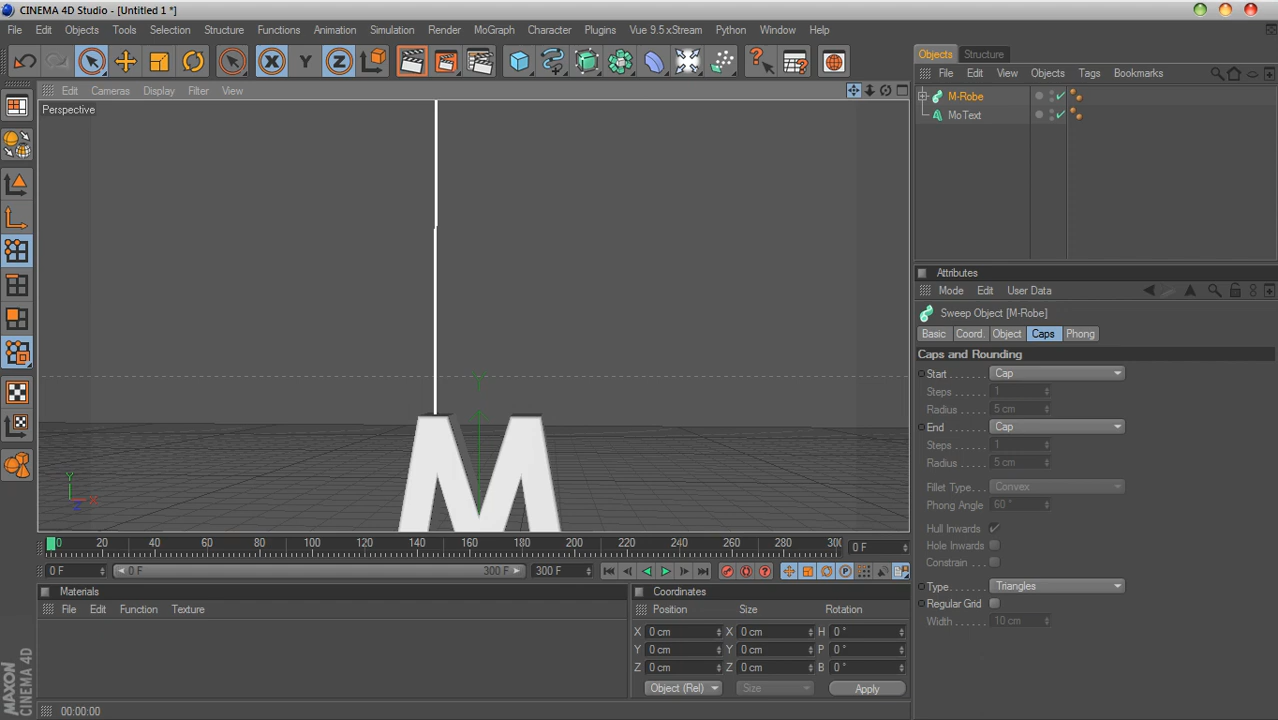 CINEMA 4D Studio - [Untitled 1 *]
File Edit Objects Tools Selection Structure Functions Animation Simulation Render MoGraph Character Plugins Vue 9.5 xStream Python Window Help
X Y Z
Objects Structure
File Edit View Objects Tags Bookmarks
M-Robe
MoText
Edit Cameras Display Filter View
Perspective
M
Y
X
Z
Attributes
Mode Edit User Data
Sweep Object [M-Robe]
Basic Coord. Object Caps Phong
Caps and Rounding
Start Cap
Steps 1
Radius 5 cm
End Cap
Steps 1
Radius 5 cm
Fillet Type Convex
Phong Angle 60 °
Hull Inwards
Hole Inwards
Constrain
Type Triangles
Regular Grid
Width 10 cm
0 20 40 60 80 100 120 140 160 180 200 220 240 260 280 300 0 F
0 F 0 F 300 F 300 F
Materials
File Edit Function Texture
Coordinates
Position Size Rotation
X 0 cm X 0 cm H 0 °
Y 0 cm Y 0 cm P 0 °
Z 0 cm Z 0 cm B 0 °
Object (Rel) Size Apply
MAXON
CINEMA 4D
00:00:00